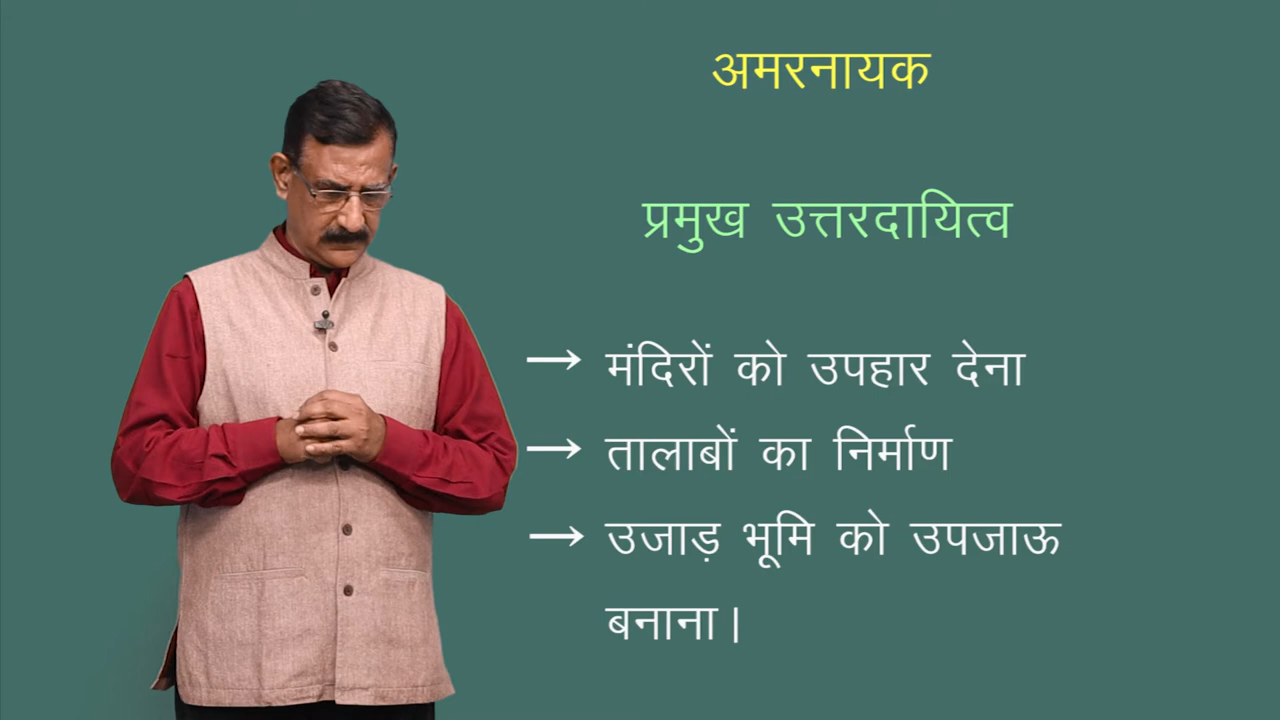 अमरनायक
प्रमुख उत्तरदायित्व
→ मंदिरों को उपहार देना
→ तालाबों का निर्माण
→ उजाड़ भूमि को उपजाऊ
बनाना।